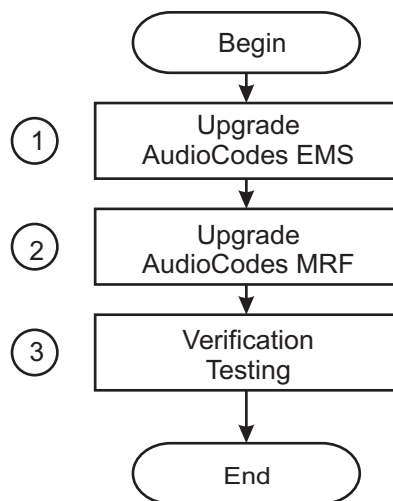 Begin
1
Upgrade
AudioCodes EMS
2
Upgrade
AudioCodes MRF
3
Verification
Testing
End